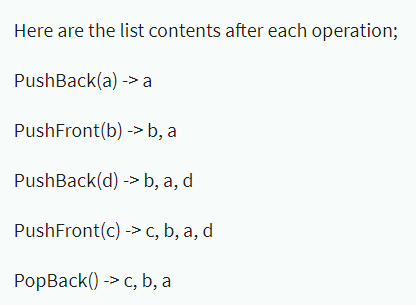 Here are the list contents after each operation;
PushBack(a) -> a
PushFront(b) -> b, a
PushBack(d) -> b, a, d
PushFront(c) -> c, b, a, d
PopBack() -> c, b, a